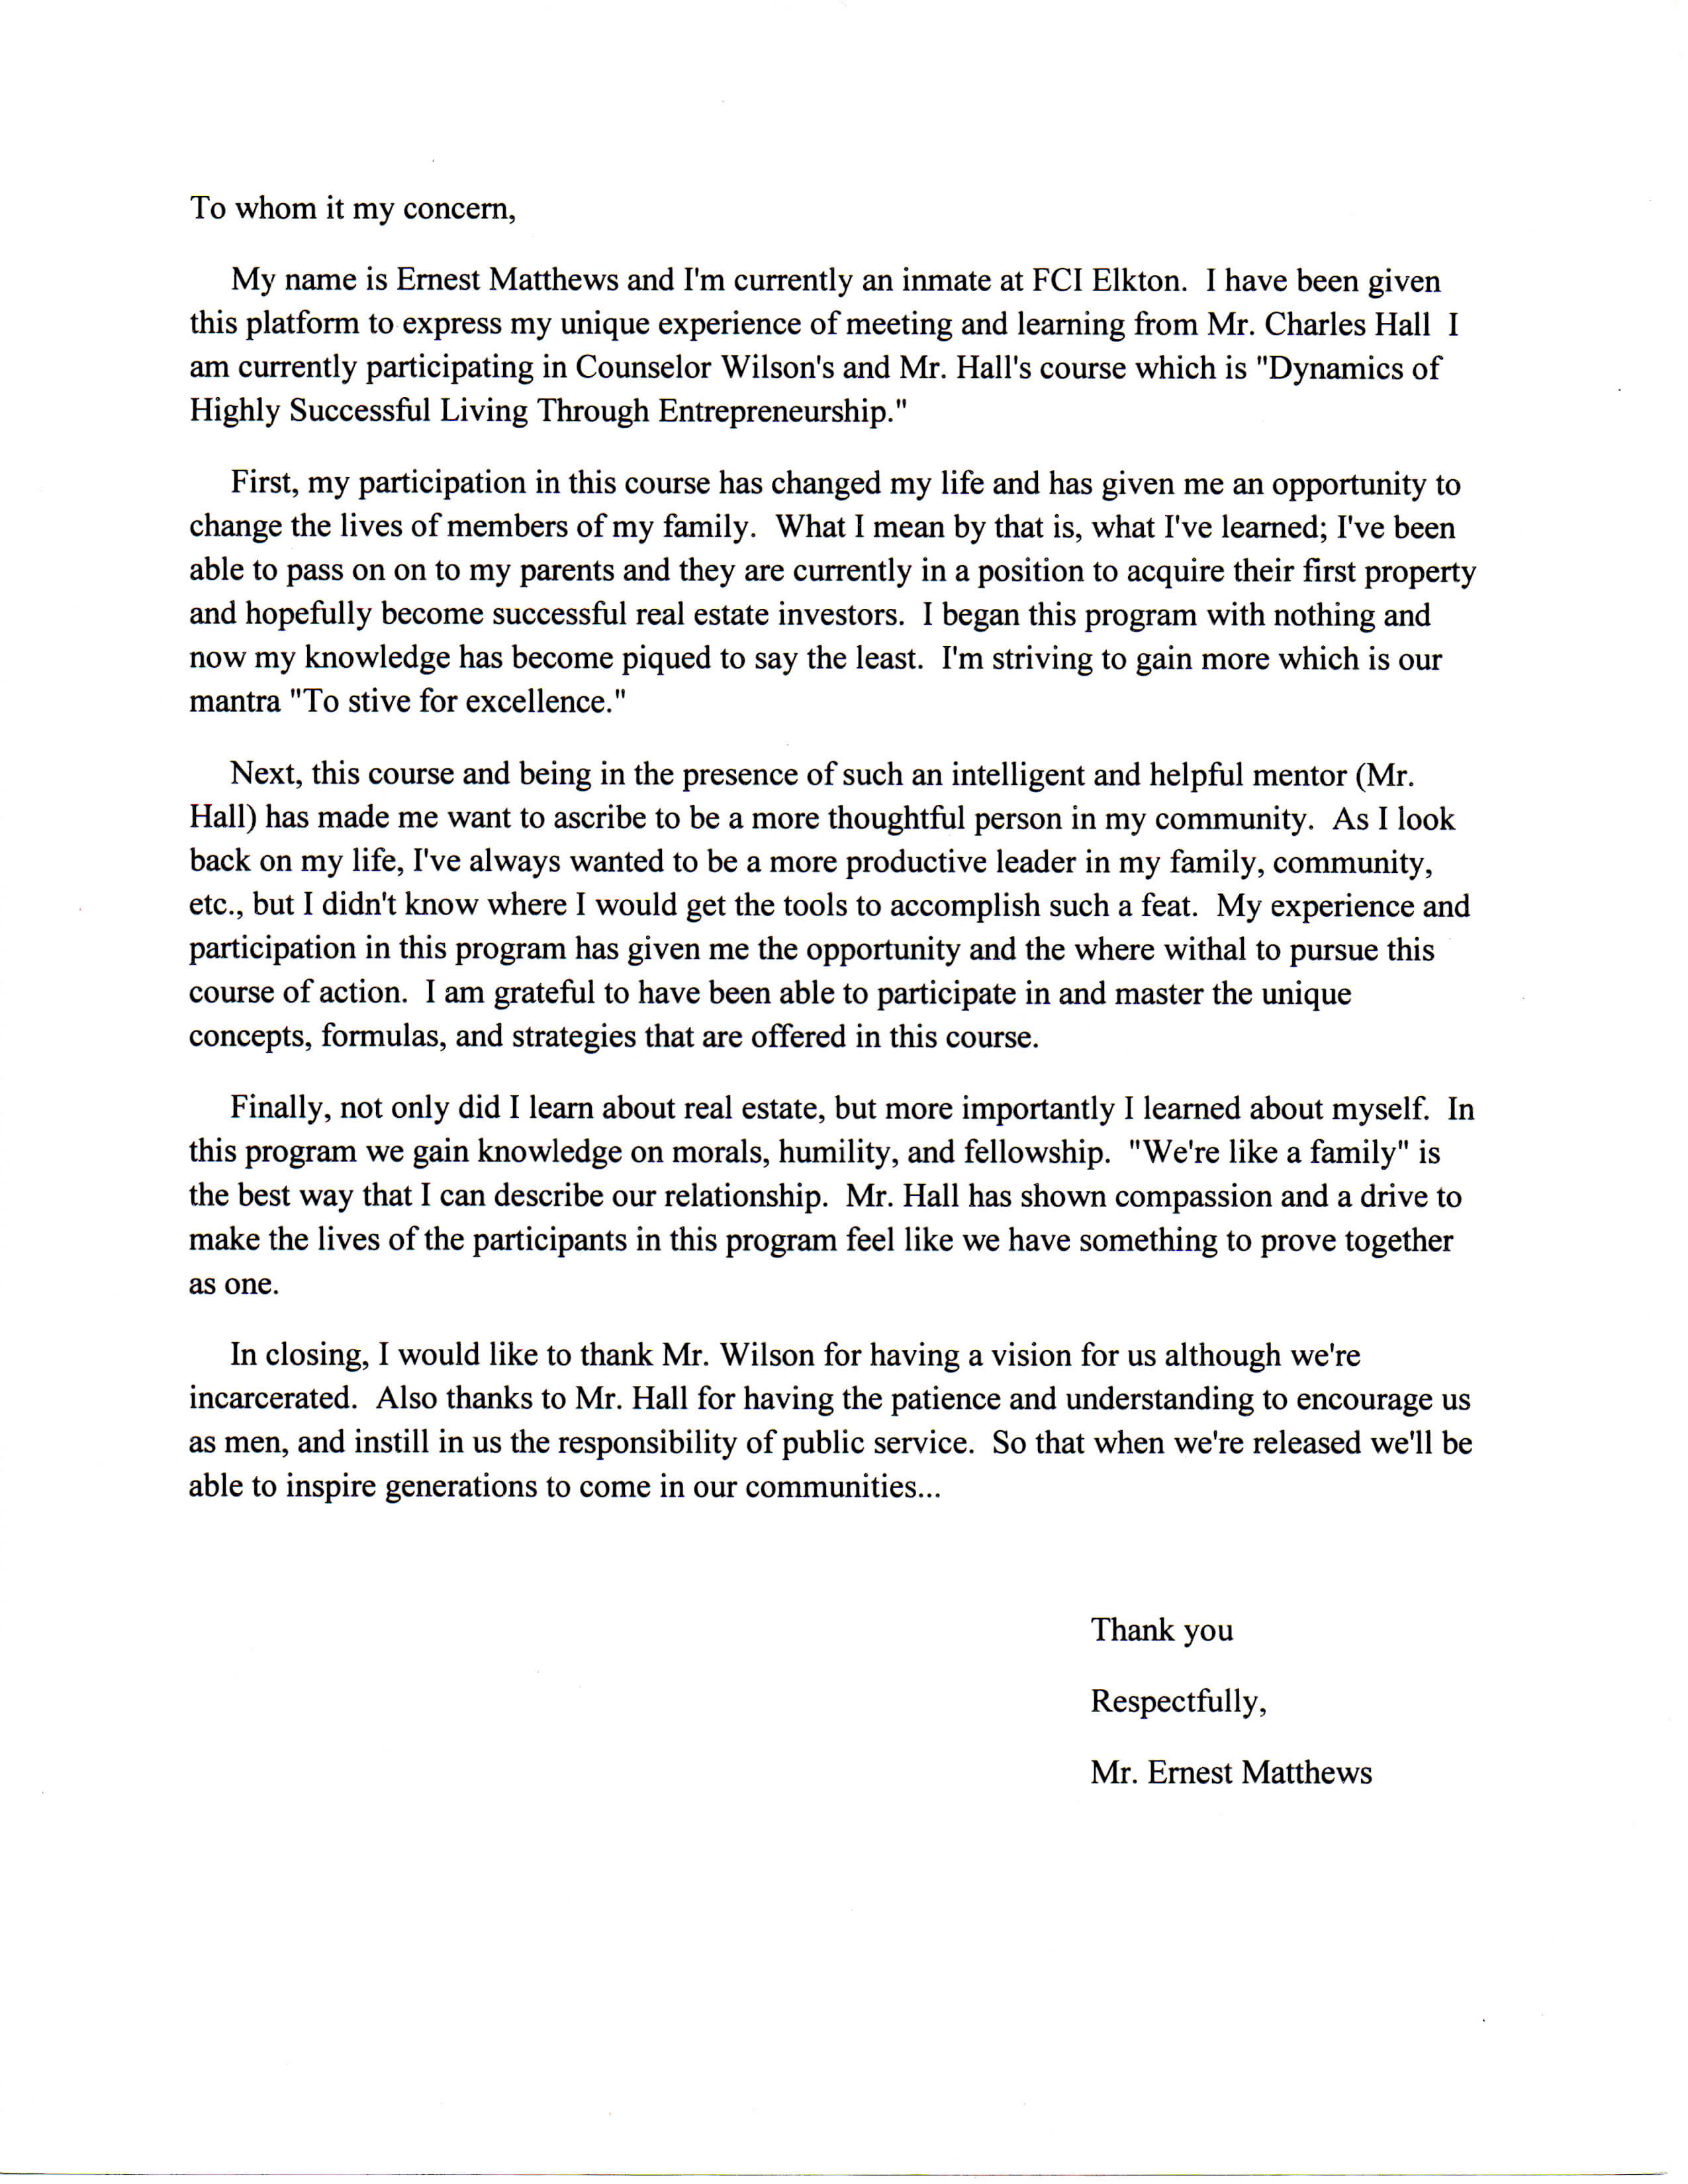 To whom it my concern,
My name is Ernest Matthews and I'm currently an inmate at FCI Elkton.  I have been given
this platform to express my unique experience of meeting and learning from Mr. Charles Hall  I
am currently participating in Counselor Wilson's and Mr. Hall's course which is "Dynamics of
Highly Successful Living Through Entrepreneurship."
First, my participation in this course has changed my life and has given me an opportunity to
change the lives of members of my family.  What I mean by that is, what I've learned; I've been
able to pass on on to my parents and they are currently in a position to acquire their first property
and hopefully become successful real estate investors.  I began this program with nothing and
now my knowledge has become piqued to say the least.  I'm striving to gain more which is our
mantra "To stive for excellence."
Next, this course and being in the presence of such an intelligent and helpful mentor (Mr.
Hall) has made me want to ascribe to be a more thoughtful person in my community.  As I look
back on my life, I've always wanted to be a more productive leader in my family, community,
etc., but I didn't know where I would get the tools to accomplish such a feat.  My experience and
participation in this program has given me the opportunity and the where withal to pursue this
course of action.  I am grateful to have been able to participate in and master the unique
concepts, formulas, and strategies that are offered in this course.
Finally, not only did I learn about real estate, but more importantly I learned about myself.  In
this program we gain knowledge on morals, humility, and fellowship.  "We're like a family" is
the best way that I can describe our relationship.  Mr. Hall has shown compassion and a drive to
make the lives of the participants in this program feel like we have something to prove together
as one.
In closing, I would like to thank Mr. Wilson for having a vision for us although we're
incarcerated.  Also thanks to Mr. Hall for having the patience and understanding to encourage us
as men, and instill in us the responsibility of public service.  So that when we're released we'll be
able to inspire generations to come in our communities...
Thank you
Respectfully,
Mr. Ernest Matthews